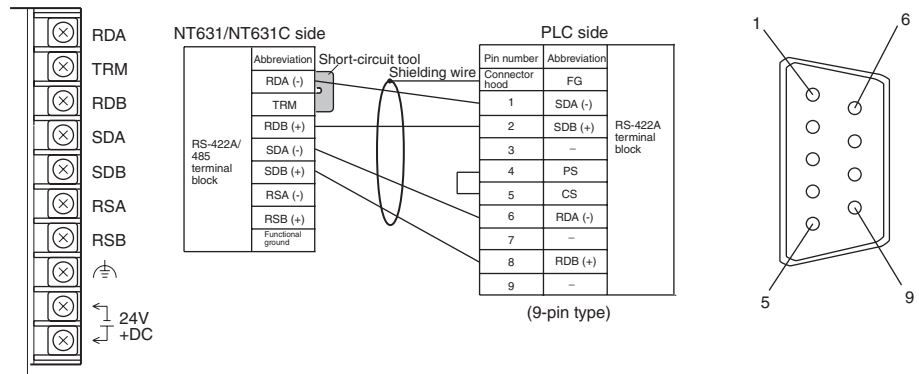 RDA
TRM
RDB
SDA
SDB
RSA
RSB
24V
+DC
NT631/NT631C side
Abbreviation
Short-circuit tool
Shielding wire
RDA (-)
TRM
RDB (+)
SDA (-)
SDB (+)
RSA (-)
RSB (+)
Functional
ground
RS-422A/
485
terminal
block
PLC side
Pin number Abbreviation
Connector
hood
FG
1 SDA (-)
2 SDB (+)
3 –
4 PS
5 CS
6 RDA (-)
7 –
8 RDB (+)
9 –
RS-422A
terminal
block
(9-pin type)
1
6
5
9